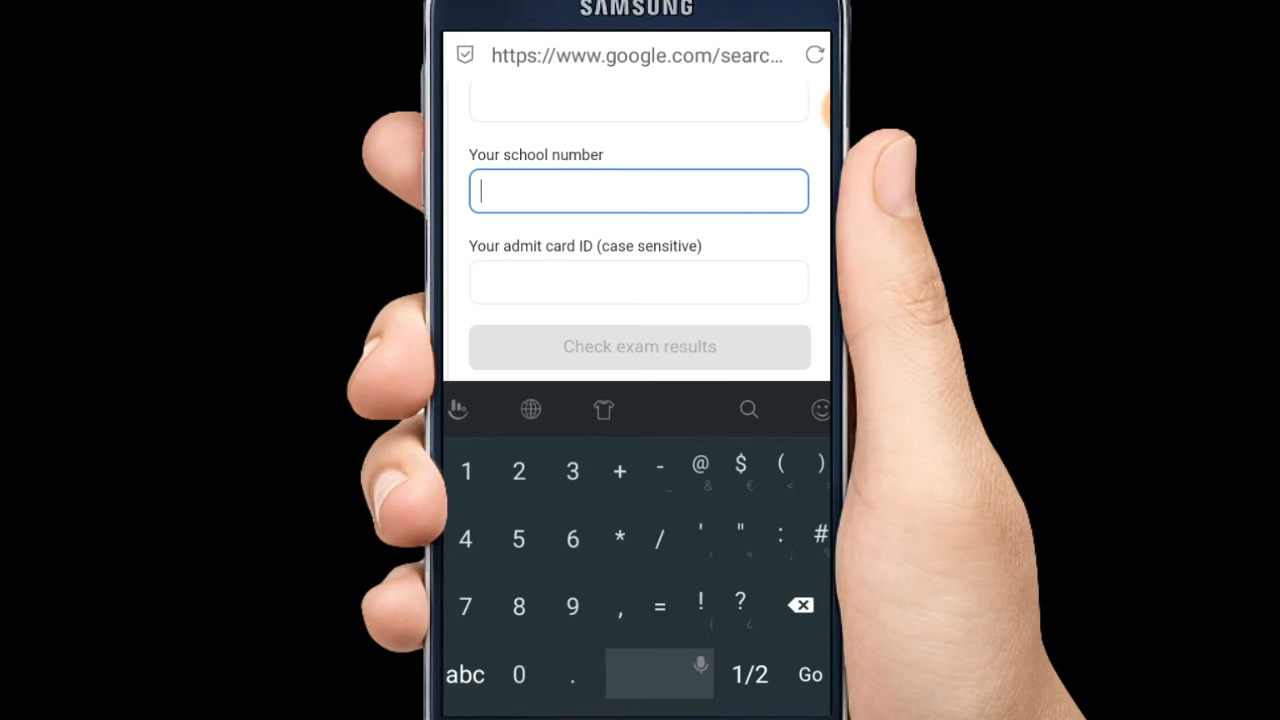 SAMSUNG
https://www.google.com/searc...
Your school number
Your admit card ID (case sensitive)
Check exam results
1 2 3 + - @ $ ( )
_ & € < >
4 5 6 * / ' " : #
7 8 9 , = ! ?
¡ ¿
abc 0 . 1/2 Go